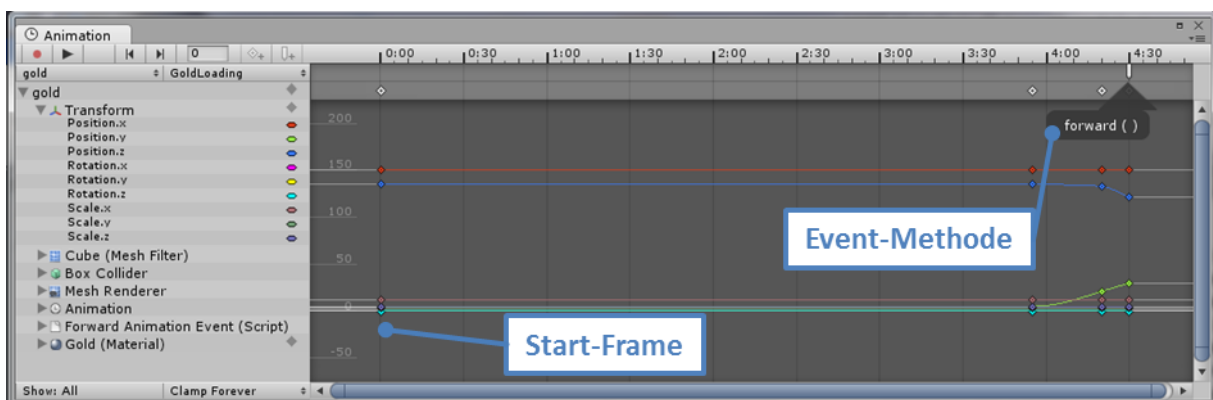 Animation
0
0:00 0:30 1:00 1:30 2:00 2:30 3:00 3:30 4:00 4:30
gold GoldLoading
gold
Transform
Position.x
Position.y
Position.z
Rotation.x
Rotation.y
Rotation.z
Scale.x
Scale.y
Scale.z
Cube (Mesh Filter)
Box Collider
Mesh Renderer
Animation
Forward Animation Event (Script)
Gold (Material)
Show: All Clamp Forever
200
150
100
50
0
-50
forward ( )
Event-Methode
Start-Frame